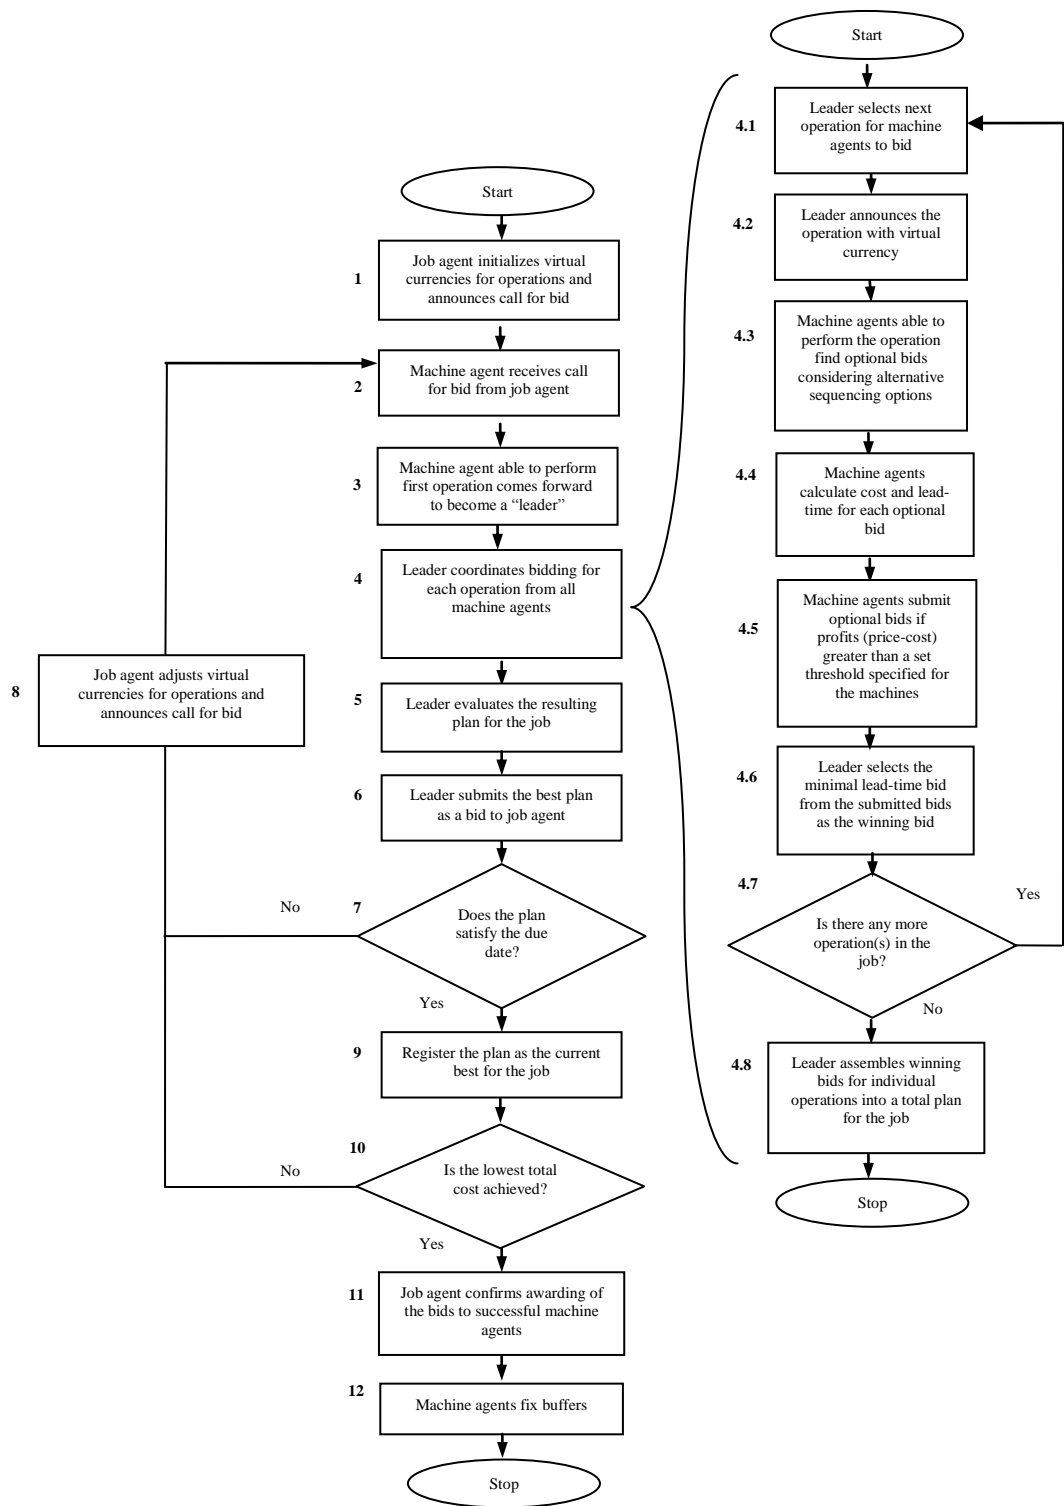 Start
1
Job agent initializes virtual
currencies for operations and
announces call for bid
2
Machine agent receives call
for bid from job agent
3
Machine agent able to perform
first operation comes forward
to become a “leader”
4
Leader coordinates bidding for
each operation from all
machine agents
5
Leader evaluates the resulting
plan for the job
6
Leader submits the best plan
as a bid to job agent
7
Does the plan
satisfy the due
date?
No
Yes
8
Job agent adjusts virtual
currencies for operations and
announces call for bid
9
Register the plan as the current
best for the job
10
Is the lowest total
cost achieved?
No
Yes
11
Job agent confirms awarding of
the bids to successful machine
agents
12
Machine agents fix buffers
Stop
Start
4.1
Leader selects next
operation for machine
agents to bid
4.2
Leader announces the
operation with virtual
currency
4.3
Machine agents able to
perform the operation
find optional bids
considering alternative
sequencing options
4.4
Machine agents
calculate cost and lead-
time for each optional
bid
4.5
Machine agents submit
optional bids if
profits (price-cost)
greater than a set
threshold specified for
the machines
4.6
Leader selects the
minimal lead-time bid
from the submitted bids
as the winning bid
4.7
Is there any more
operation(s) in the
job?
Yes
No
4.8
Leader assembles winning
bids for individual
operations into a total plan
for the job
Stop